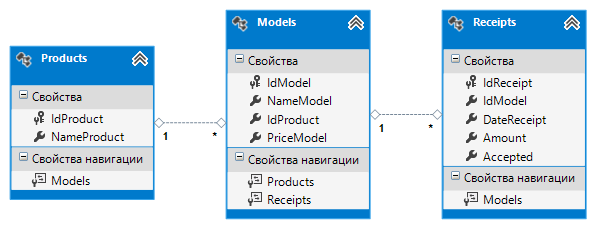 Products
Свойства
IdProduct
NameProduct
Свойства навигации
Models
1
*
Models
Свойства
IdModel
NameModel
IdProduct
PriceModel
Свойства навигации
Products
Receipts
1
*
Receipts
Свойства
IdReceipt
IdModel
DateReceipt
Amount
Accepted
Свойства навигации
Models